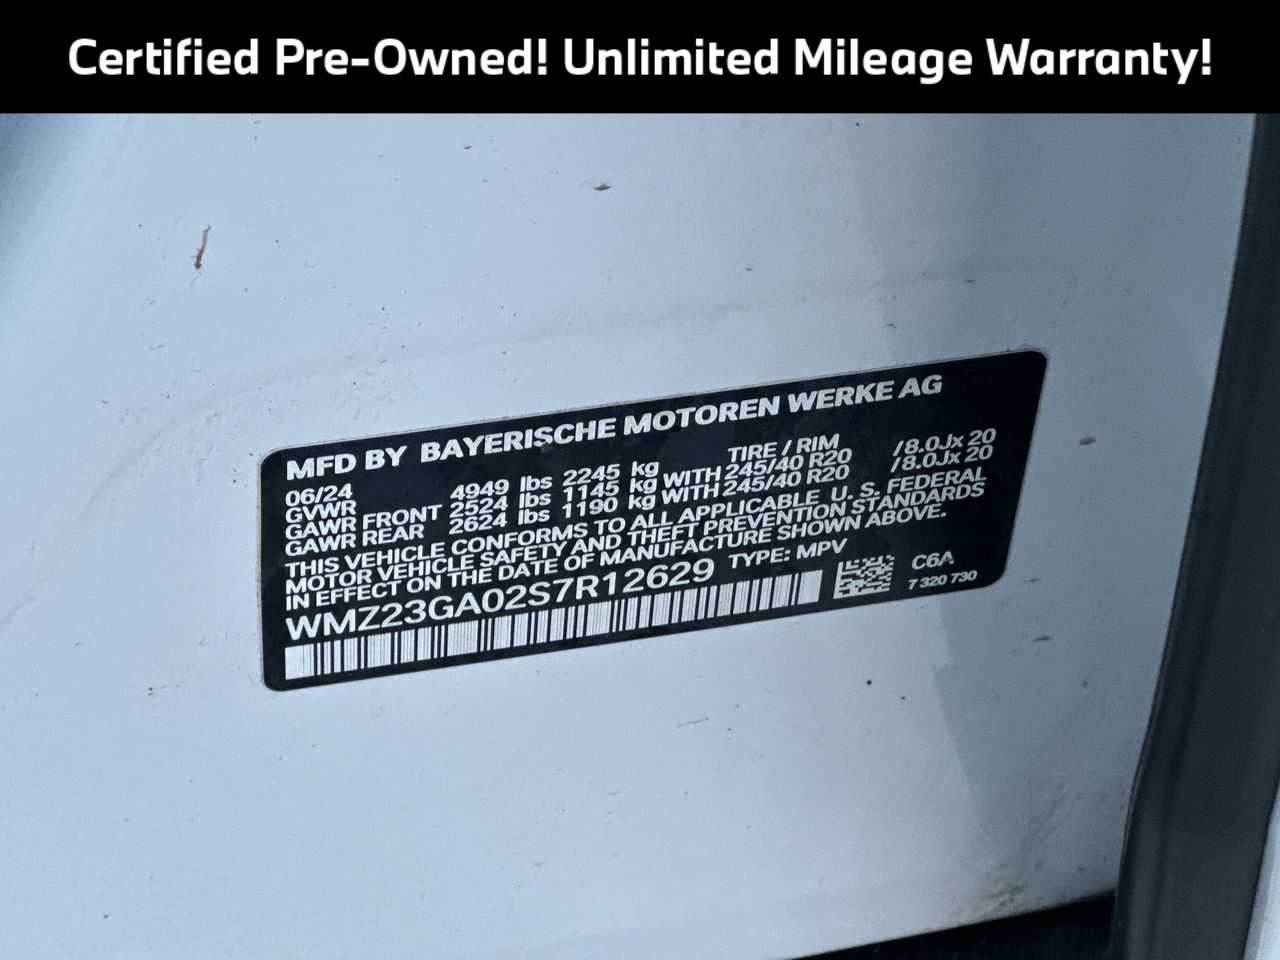 Certified Pre-Owned! Unlimited Mileage Warranty!
MFD BY BAYERISCHE MOTOREN WERKE AG
06/24 TIRE / RIM
GVWR 4949 lbs 2245 kg
GAWR FRONT 2524 lbs 1145 kg WITH 245/40 R20 /8.0Jx 20
GAWR REAR 2624 lbs 1190 kg WITH 245/40 R20 /8.0Jx 20
THIS VEHICLE CONFORMS TO ALL APPLICABLE U. S. FEDERAL
MOTOR VEHICLE SAFETY AND THEFT PREVENTION STANDARDS
IN EFFECT ON THE DATE OF MANUFACTURE SHOWN ABOVE.
WMZ23GA02S7R12629 TYPE: MPV
C6A
7 320 730